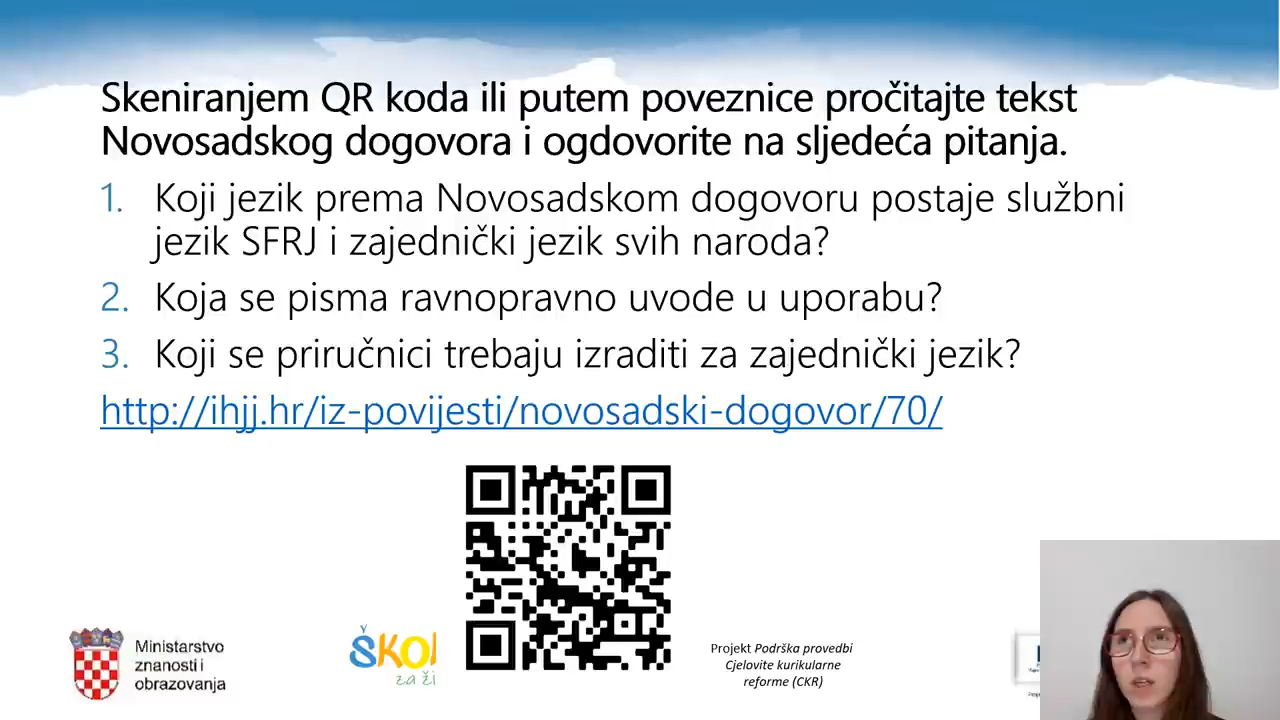 Skeniranjem QR koda ili putem poveznice pročitajte tekst
Novosadskog dogovora i ogdovorite na sljedeća pitanja.
1. Koji jezik prema Novosadskom dogovoru postaje službni
jezik SFRJ i zajednički jezik svih naroda?
2. Koja se pisma ravnopravno uvode u uporabu?
3. Koji se priručnici trebaju izraditi za zajednički jezik?
http://ihjj.hr/iz-povijesti/novosadski-dogovor/70/
Ministarstvo
znanosti i
obrazovanja
ŠKOl
za ži
Projekt Podrška provedbi
Cjelovite kurikularne
reforme (CKR)